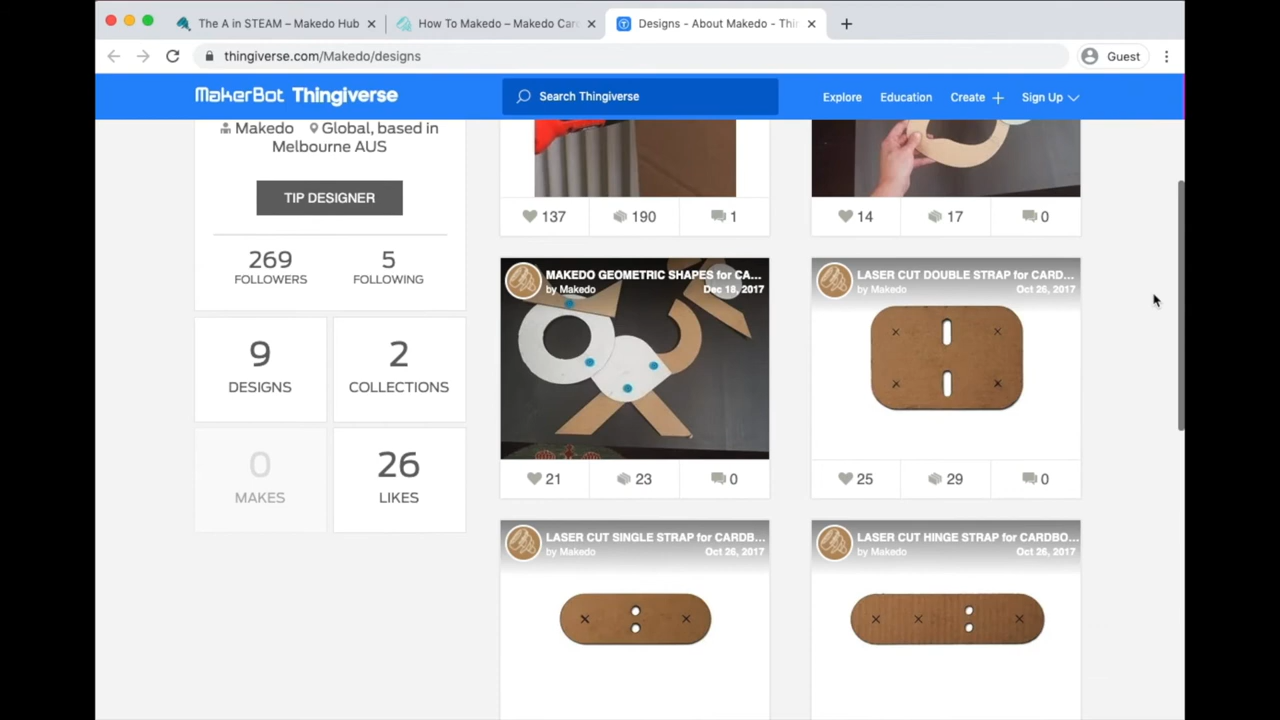 The A in STEAM – Makedo Hub
How To Makedo – Makedo Car
Designs - About Makedo - Thi
thingiverse.com/Makedo/designs
Guest
MakerBot Thingiverse
Search Thingiverse
Explore
Education
Create
Sign Up
Makedo Global, based in
Melbourne AUS
TIP DESIGNER
269
FOLLOWERS
5
FOLLOWING
9
DESIGNS
2
COLLECTIONS
0
MAKES
26
LIKES
137 190 1
14 17 0
MAKEDO GEOMETRIC SHAPES for CA...
by Makedo Dec 18, 2017
21 23 0
LASER CUT DOUBLE STRAP for CARD...
by Makedo Oct 26, 2017
25 29 0
LASER CUT SINGLE STRAP for CARDB...
by Makedo Oct 26, 2017
LASER CUT HINGE STRAP for CARDBO...
by Makedo Oct 26, 2017